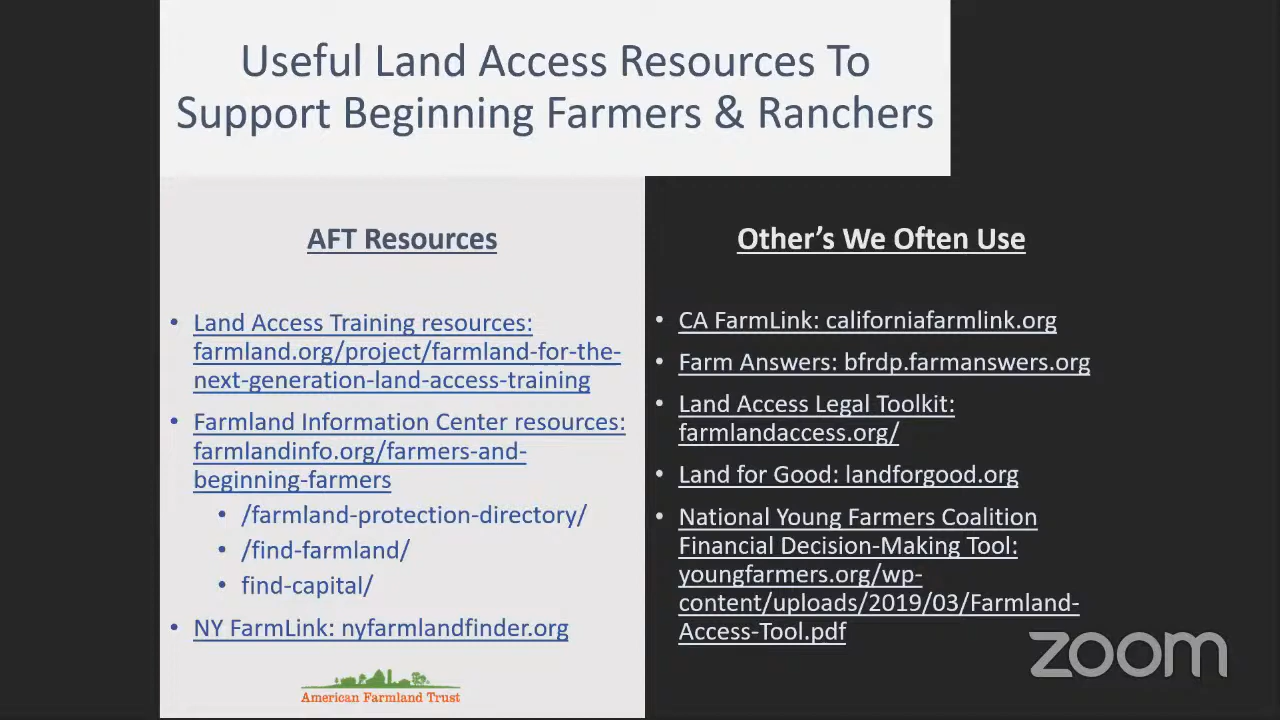 Useful Land Access Resources To
Support Beginning Farmers & Ranchers
AFT Resources
• Land Access Training resources:
farmland.org/project/farmland-for-the-
next-generation-land-access-training
• Farmland Information Center resources:
farmlandinfo.org/farmers-and-
beginning-farmers
• /farmland-protection-directory/
• /find-farmland/
• find-capital/
• NY FarmLink: nyfarmlandfinder.org
American Farmland Trust
Other’s We Often Use
• CA FarmLink: californiafarmlink.org
• Farm Answers: bfrdp.farmanswers.org
• Land Access Legal Toolkit:
farmlandaccess.org/
• Land for Good: landforgood.org
• National Young Farmers Coalition
Financial Decision-Making Tool:
youngfarmers.org/wp-
content/uploads/2019/03/Farmland-
Access-Tool.pdf
zoom